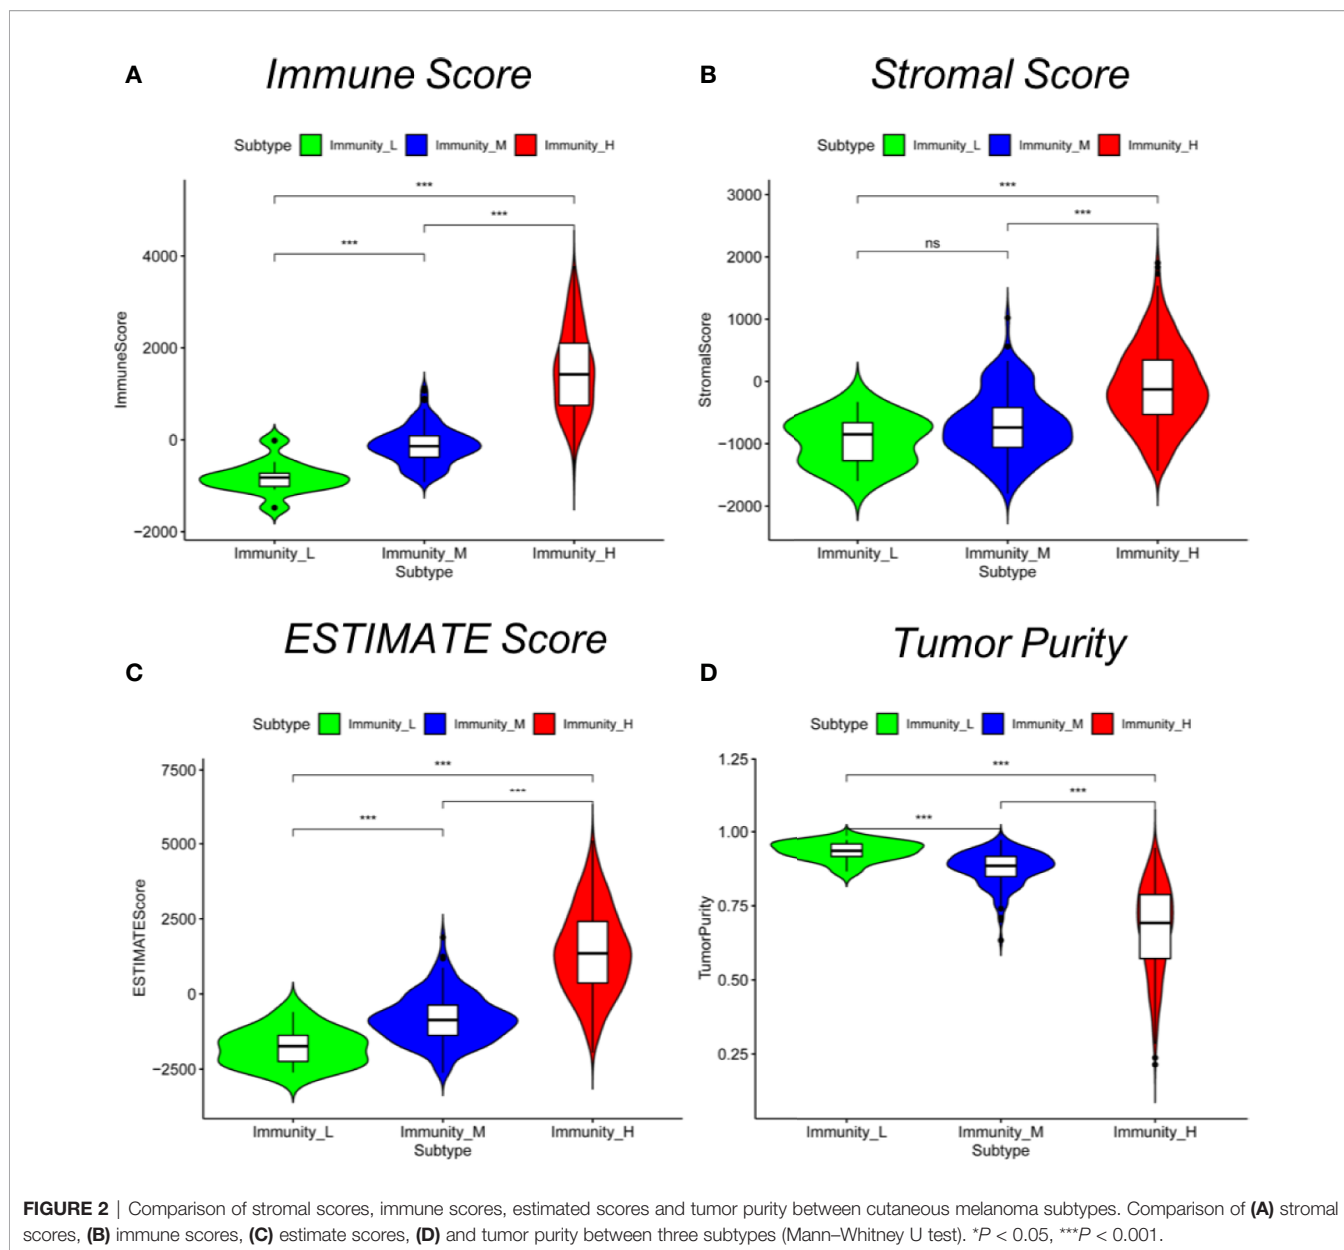 A
Immune Score
Subtype Immunity_L Immunity_M Immunity_H
***
***
***
4000
2000
0
−2000
ImmuneScore
Immunity_L Immunity_M Immunity_H
Subtype
B
Stromal Score
Subtype Immunity_L Immunity_M Immunity_H
***
***
ns
3000
2000
1000
0
−1000
−2000
StromalScore
Immunity_L Immunity_M Immunity_H
Subtype
C
ESTIMATE Score
Subtype Immunity_L Immunity_M Immunity_H
***
***
***
7500
5000
2500
0
−2500
ESTIMATEScore
Immunity_L Immunity_M Immunity_H
Subtype
D
Tumor Purity
Subtype Immunity_L Immunity_M Immunity_H
***
***
***
1.25
1.00
0.75
0.50
0.25
TumorPurity
Immunity_L Immunity_M Immunity_H
Subtype
FIGURE 2 | Comparison of stromal scores, immune scores, estimated scores and tumor purity between cutaneous melanoma subtypes. Comparison of (A) stromal
scores, (B) immune scores, (C) estimate scores, (D) and tumor purity between three subtypes (Mann–Whitney U test). *P < 0.05, ***P < 0.001.